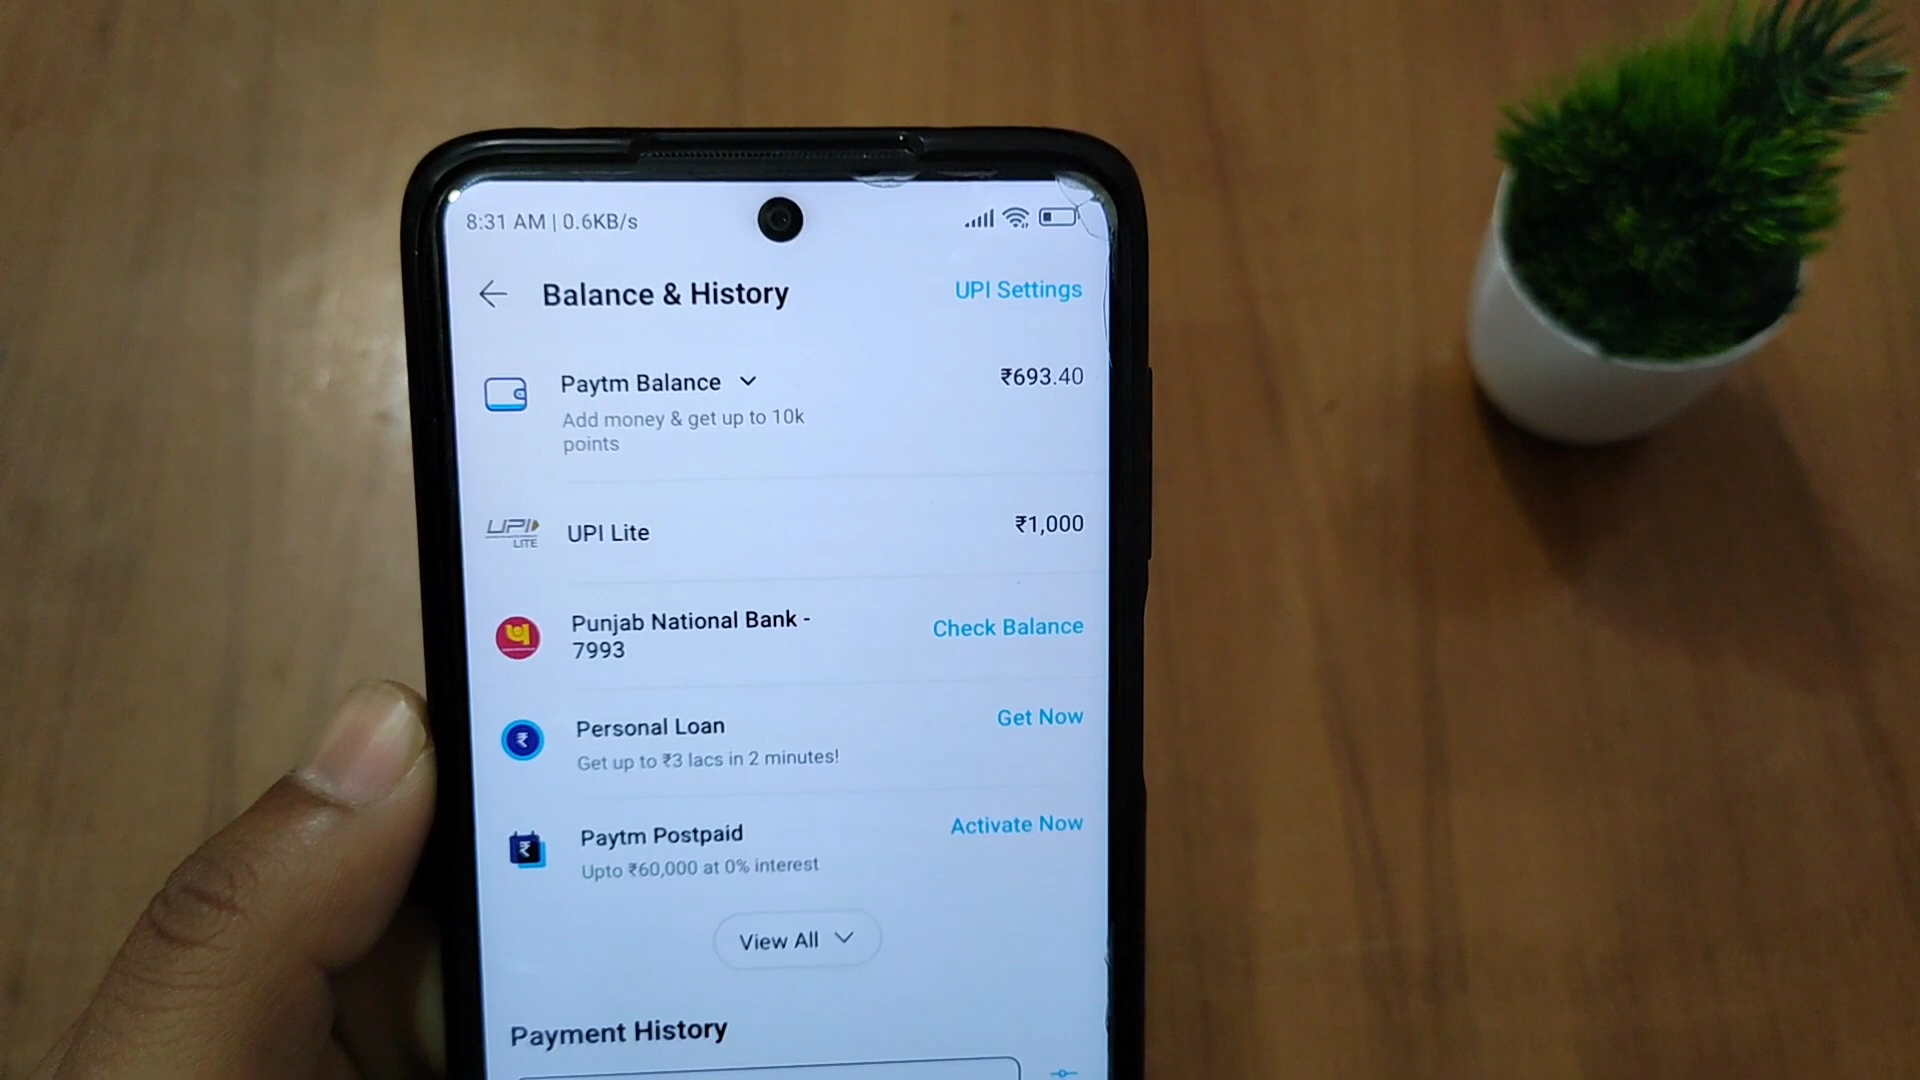 8:31 AM | 0.6KB/s
Balance & History
UPI Settings
Paytm Balance
₹693.40
Add money & get up to 10k
points
UPI
LITE
UPI Lite
₹1,000
Punjab National Bank -
7993
Check Balance
Personal Loan
Get Now
Get up to ₹3 lacs in 2 minutes!
Paytm Postpaid
Activate Now
Upto ₹60,000 at 0% interest
View All
Payment History